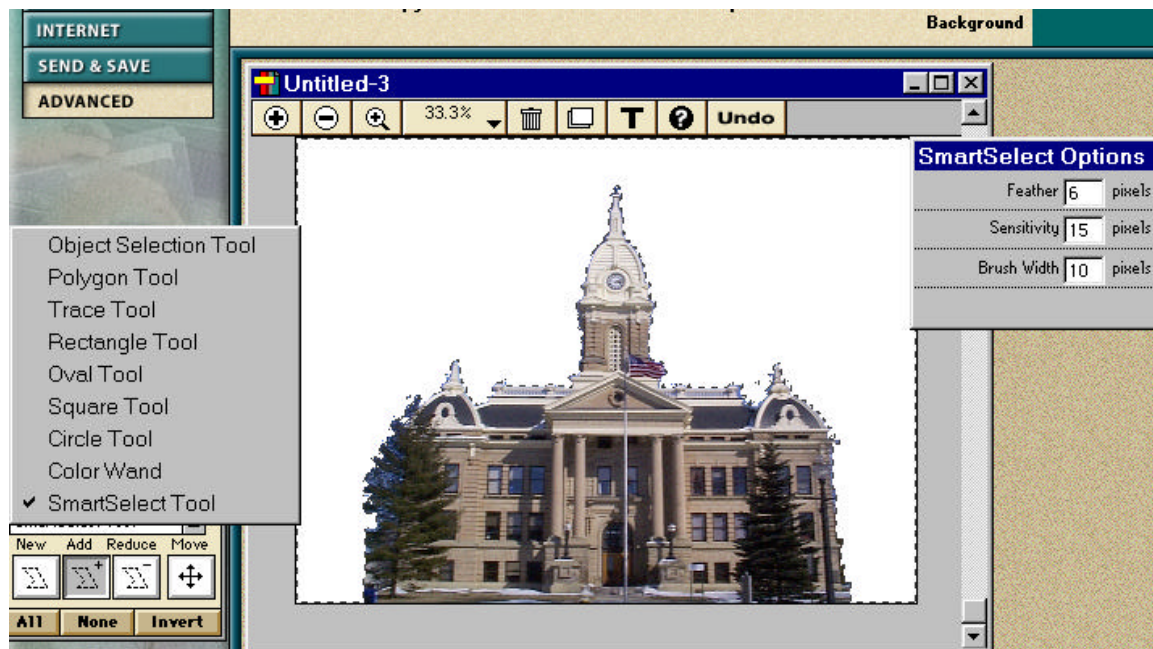 INTERNET
SEND & SAVE
ADVANCED
Background
Untitled-3
33.3%
T
?
Undo
SmartSelect Options
Feather 6 pixels
Sensitivity 15 pixels
Brush Width 10 pixels
Object Selection Tool
Polygon Tool
Trace Tool
Rectangle Tool
Oval Tool
Square Tool
Circle Tool
Color Wand
SmartSelect Tool
New Add Reduce Move
All None Invert